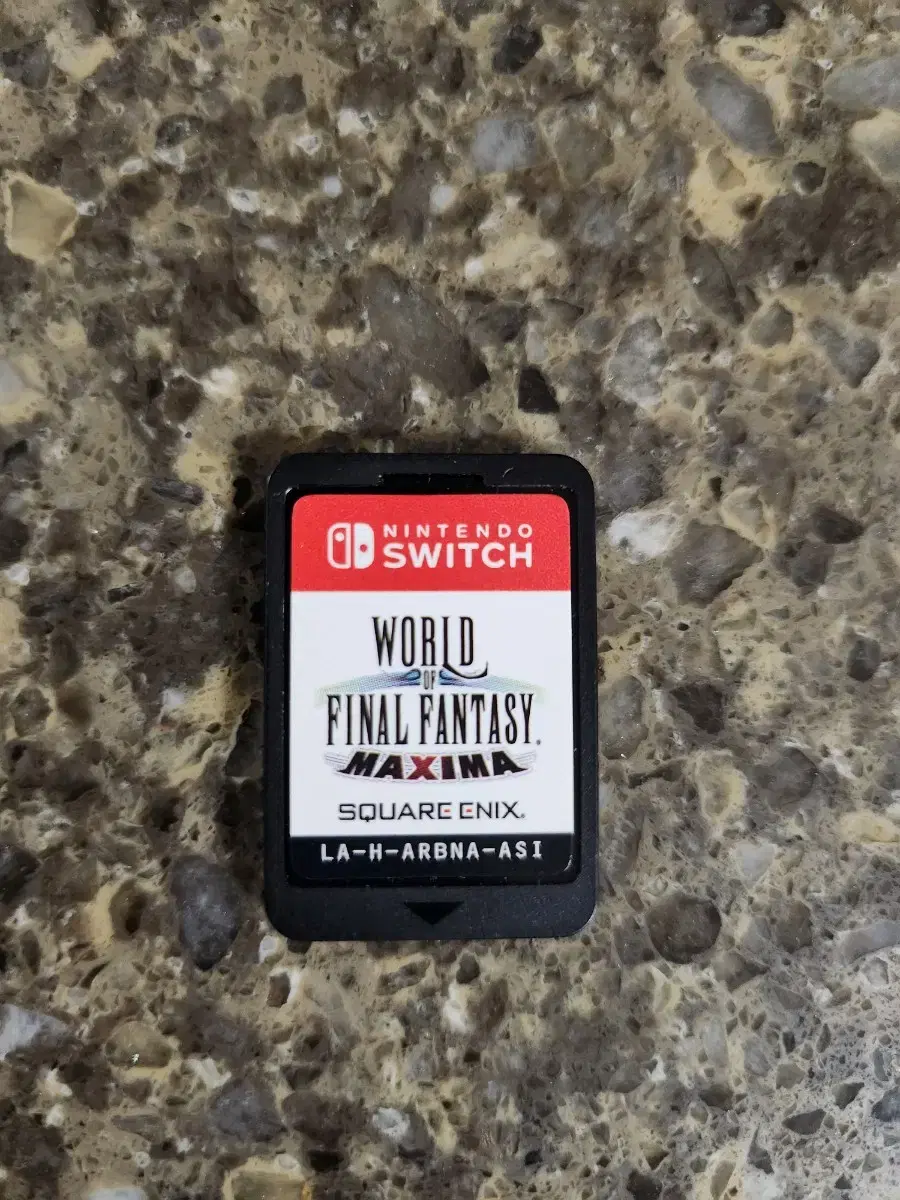 NINTENDO
SWITCH
WORLD
OF
FINAL FANTASY®
MAXIMA
SQUARE ENIX®
LA-H-ARBNA-ASI